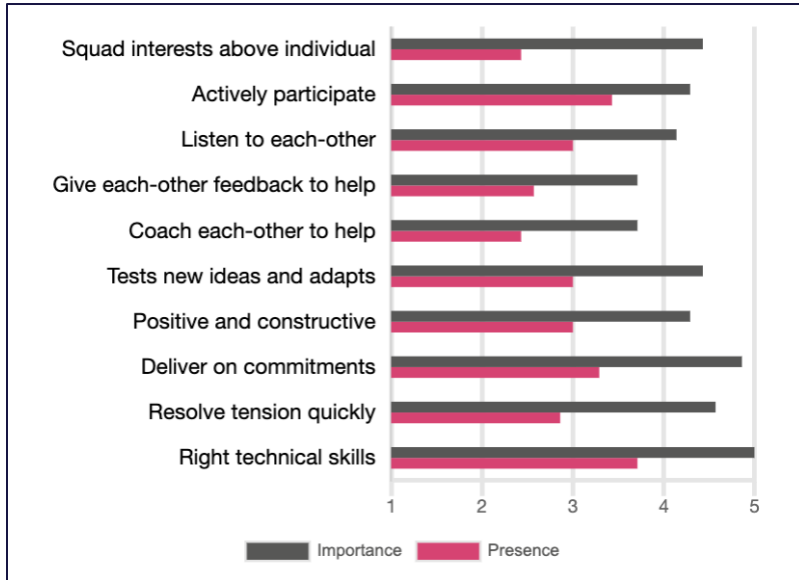 Squad interests above individual
Actively participate
Listen to each-other
Give each-other feedback to help
Coach each-other to help
Tests new ideas and adapts
Positive and constructive
Deliver on commitments
Resolve tension quickly
Right technical skills
1 2 3 4 5
Importance Presence